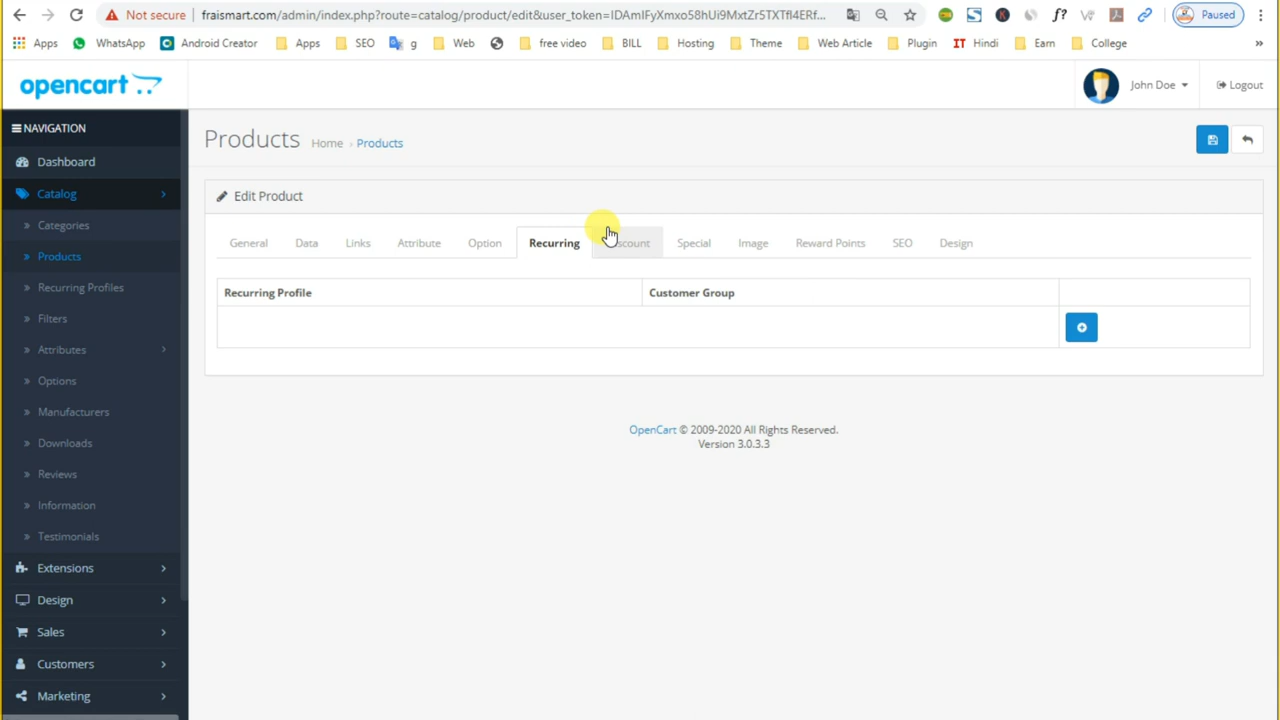 Not secure fraismart.com/admin/index.php?route=catalog/product/edit&user_token=IDAmIFyXmxo58hUi9MxtZr5TXTfl4ERf... Paused
Apps WhatsApp Android Creator Apps SEO g Web free video BILL Hosting Theme Web Article Plugin IT Hindi Earn College »
opencart John Doe Logout
NAVIGATION
Products Home › Products
Dashboard
Catalog
Edit Product
Categories
General Data Links Attribute Option Recurring Special Image Reward Points SEO Design
Products
Recurring Profiles
Recurring Profile Customer Group
Filters
Attributes
Options
Manufacturers
OpenCart © 2009-2020 All Rights Reserved.
Version 3.0.3.3
Downloads
Reviews
Information
Testimonials
Extensions
Design
Sales
Customers
Marketing